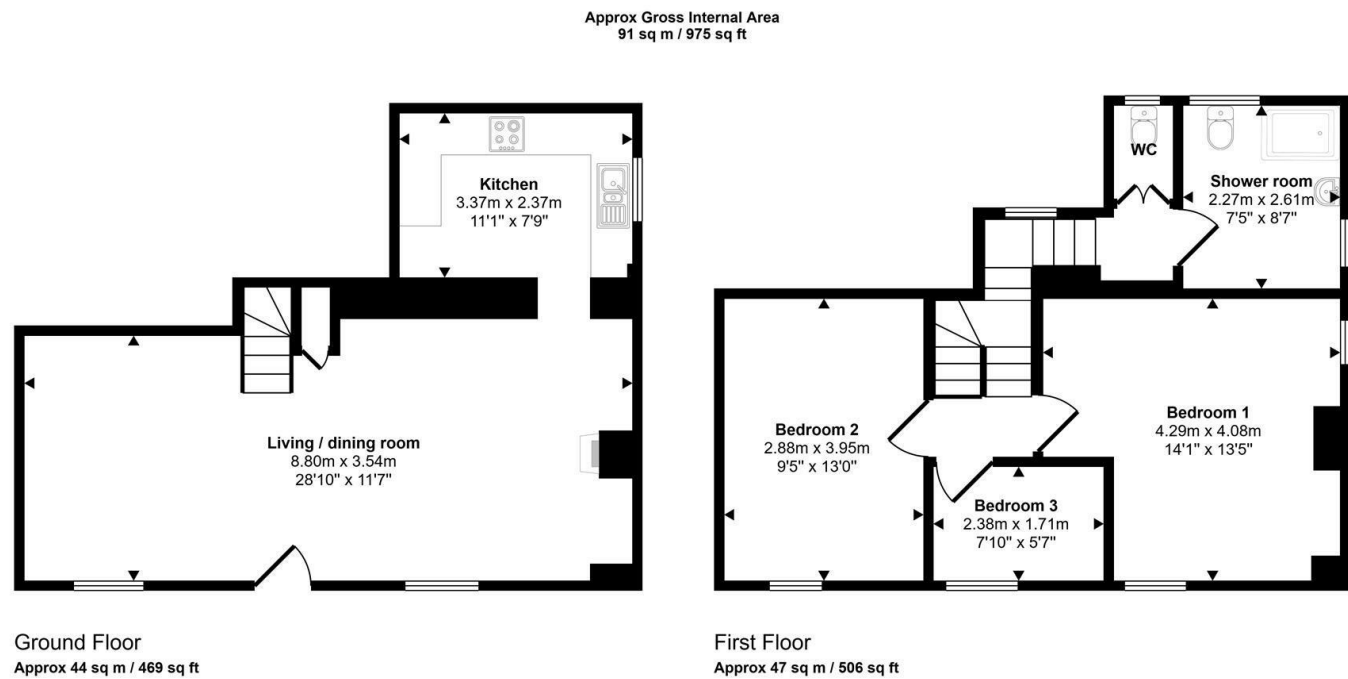 Approx Gross Internal Area
91 sq m / 975 sq ft
Kitchen
3.37m x 2.37m
11'1" x 7'9"
Living / dining room
8.80m x 3.54m
28'10" x 11'7"
Ground Floor
Approx 44 sq m / 469 sq ft
WC
Shower room
2.27m x 2.61m
7'5" x 8'7"
Bedroom 1
4.29m x 4.08m
14'1" x 13'5"
Bedroom 2
2.88m x 3.95m
9'5" x 13'0"
Bedroom 3
2.38m x 1.71m
7'10" x 5'7"
First Floor
Approx 47 sq m / 506 sq ft